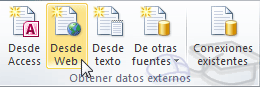 Desde Access
Desde Web
Desde texto
De otras fuentes
Conexiones existentes
Obtener datos externos